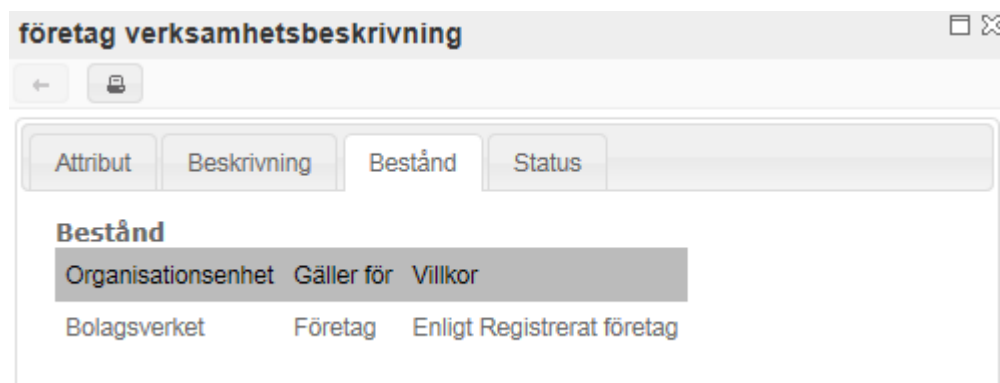 företag verksamhetsbeskrivning
Attribut Beskrivning Bestånd Status
Bestånd
Organisationsenhet Gäller för Villkor
Bolagsverket Företag Enligt Registrerat företag